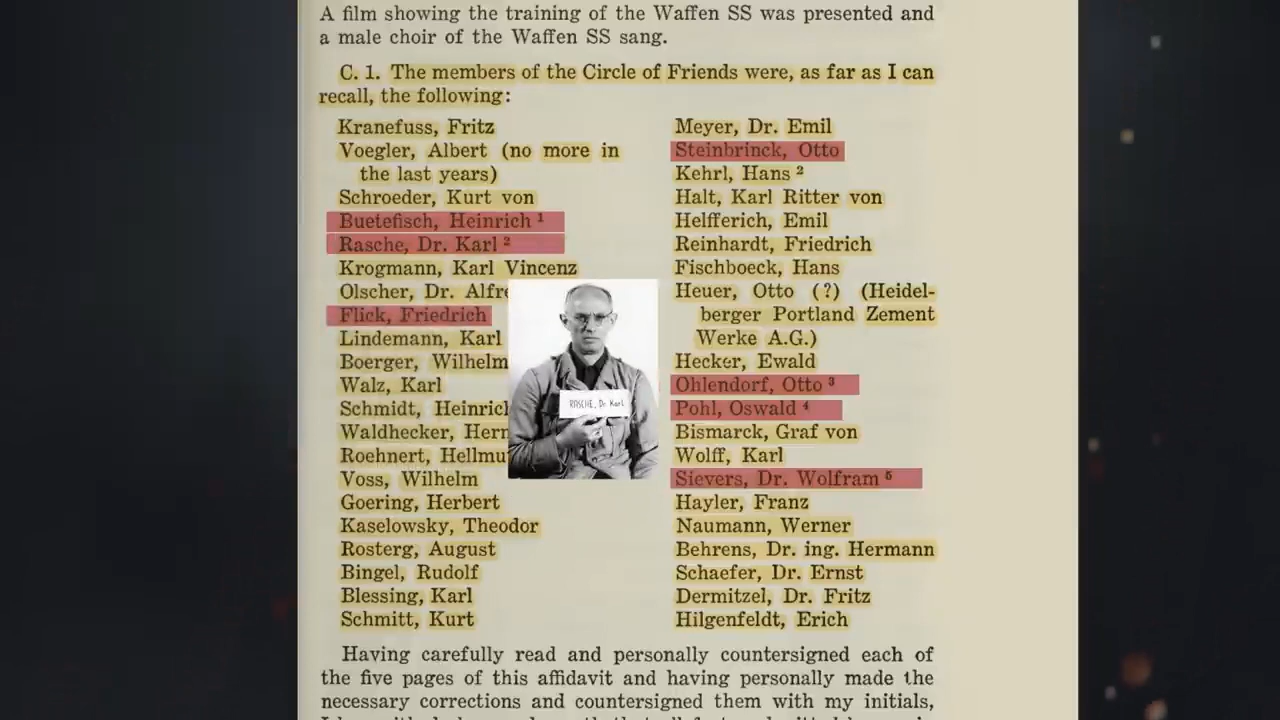 A film showing the training of the Waffen SS was presented and
a male choir of the Waffen SS sang.
C. 1. The members of the Circle of Friends were, as far as I can
recall, the following:
Kranefuss, Fritz
Voegler, Albert (no more in
the last years)
Schroeder, Kurt von
Buetefisch, Heinrich ¹
Rasche, Dr. Karl ²
Krogmann, Karl Vincenz
Olscher, Dr.
Flick, Friedrich
Lindemann, Karl
Boerger, Wilhelm
Walz, Karl
Schmidt,
Waldhecker,
Roehnert,
Voss, Wilhelm
Goering, Herbert
Kaselowsky, Theodor
Rosterg, August
Bingel, Rudolf
Blessing, Karl
Schmitt, Kurt
Meyer, Dr. Emil
Steinbrinck, Otto
Kehrl, Hans ²
Halt, Karl Ritter von
Helfferich, Emil
Reinhardt, Friedrich
Fischboeck, Hans
Heuer, Otto (?) (Heidel-
berger Portland Zement
Werke A.G.)
Hecker, Ewald
Ohlendorf, Otto ³
Pohl, Oswald ⁴
Bismarck, Graf von
Wolff, Karl
Sievers, Dr. Wolfram ⁵
Hayler, Franz
Naumann, Werner
Behrens, Dr. ing. Hermann
Schaefer, Dr. Ernst
Dermitzel, Dr. Fritz
Hilgenfeldt, Erich
RASCHE, Dr Karl
Having carefully read and personally countersigned each of
the five pages of this affidavit and having personally made the
necessary corrections and countersigned them with my initials,